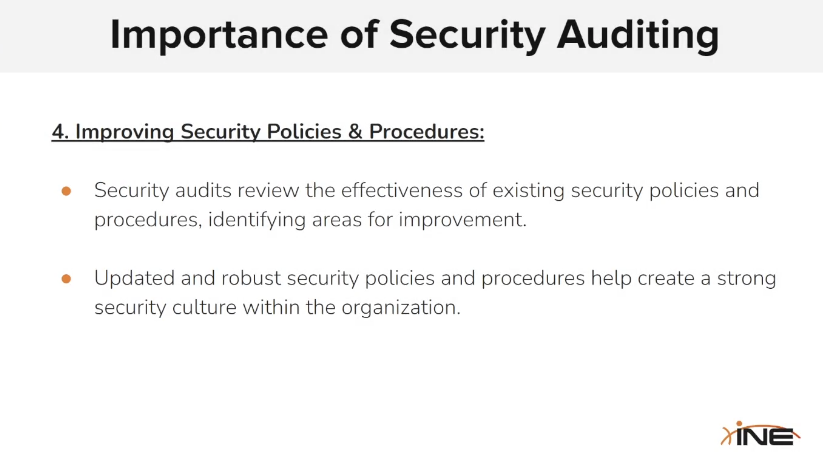 Importance of Security Auditing
4. Improving Security Policies & Procedures:
● Security audits review the effectiveness of existing security policies and
procedures, identifying areas for improvement.
● Updated and robust security policies and procedures help create a strong
security culture within the organization.
iNE